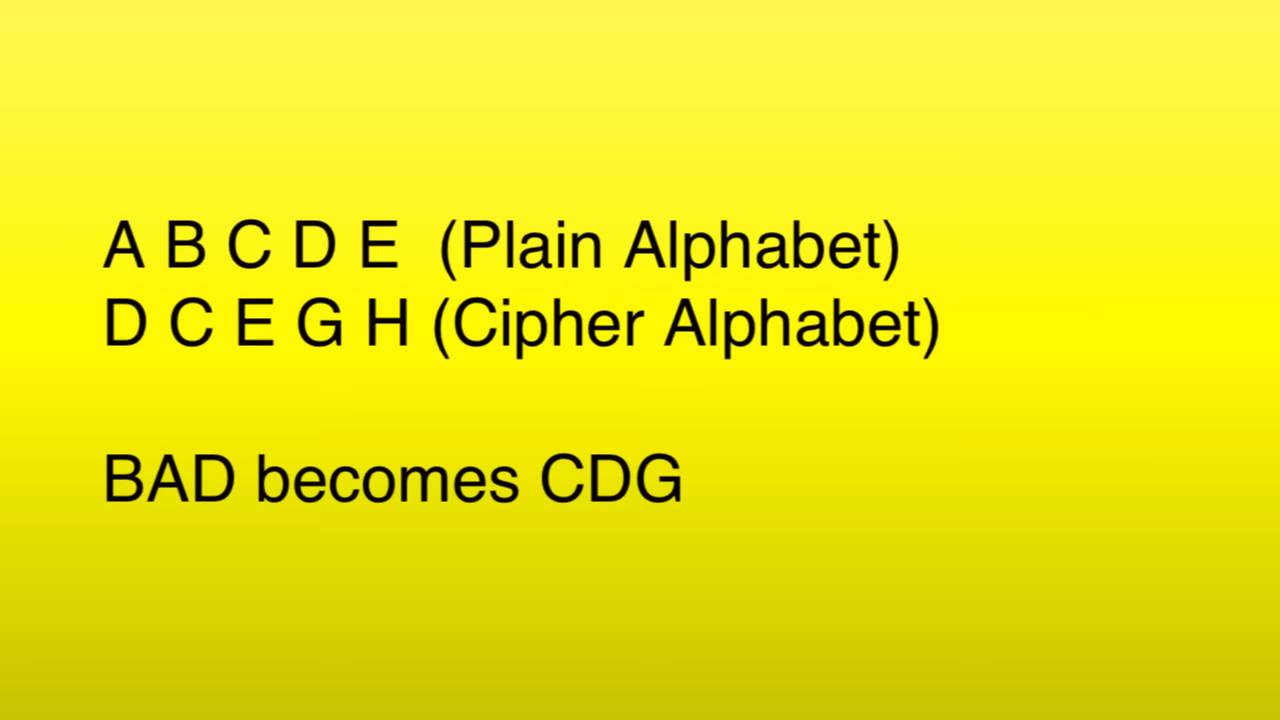 A B C D E (Plain Alphabet)
D C E G H (Cipher Alphabet)
BAD becomes CDG